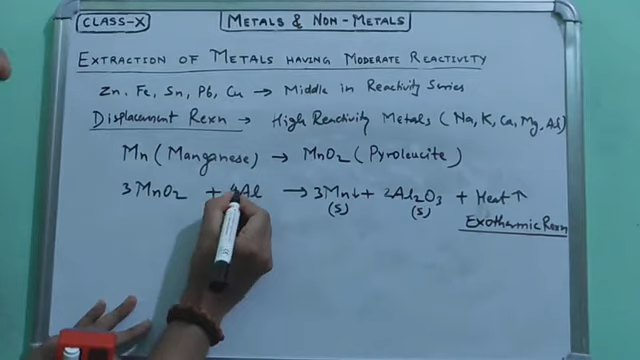 CLASS-X
METALS & NON-METALS
EXTRACTION OF METALS HAVING MODERATE REACTIVITY
Zn, Fe, Sn, Pb, Cu → Middle in Reactivity Series
Displacement Rexn → High Reactivity Metals (Na, K, Ca, Mg, Al)
Mn (Manganese) → MnO2 (Pyroleucite)
3MnO2 + 4Al → 3Mn↓ + 2Al2O3 + Heat ↑
(s) (s)
Exothermic Rexn